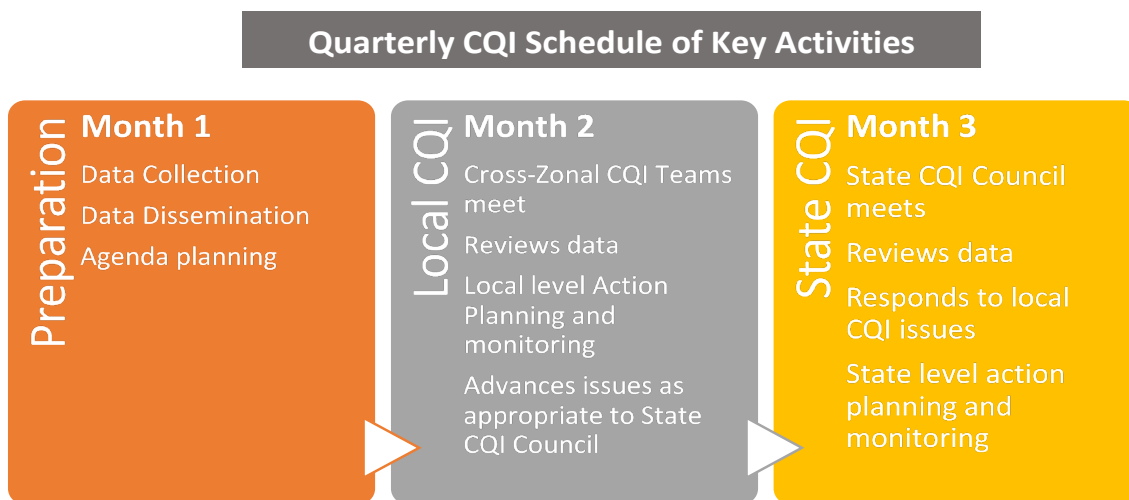 Quarterly CQI Schedule of Key Activities
Preparation
Month 1
Data Collection
Data Dissemination
Agenda planning
Local CQI
Month 2
Cross-Zonal CQI Teams
meet
Reviews data
Local level Action
Planning and
monitoring
Advances issues as
appropriate to State
CQI Council
State CQI
Month 3
State CQI Council
meets
Reviews data
Responds to local
CQI issues
State level action
planning and
monitoring